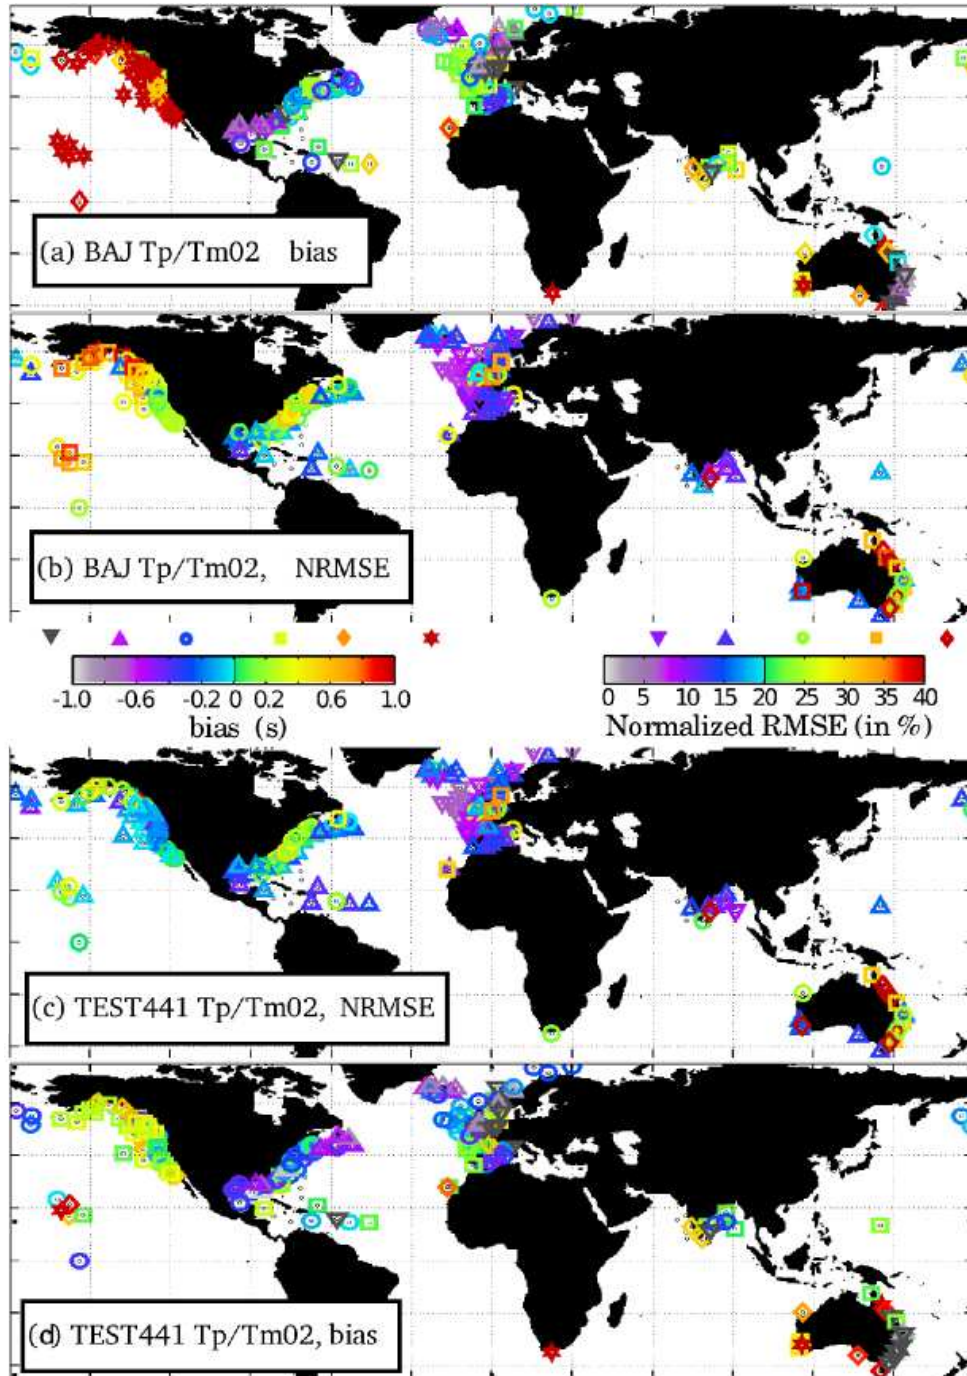 (a) BAJ Tp/Tm02 bias
(b) BAJ Tp/Tm02, NRMSE
-1.0 -0.6 -0.2 0 0.2 0.6 1.0
bias (s)
0 5 10 15 20 25 30 35 40
Normalized RMSE (in %)
(c) TEST441 Tp/Tm02, NRMSE
(d) TEST441 Tp/Tm02, bias